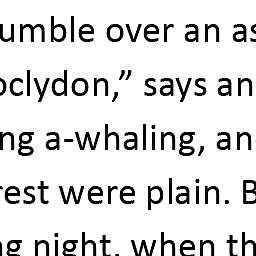 umble over an as
oclydon,” says an
ng a-whaling, an
rest were plain. B
ng night, when th